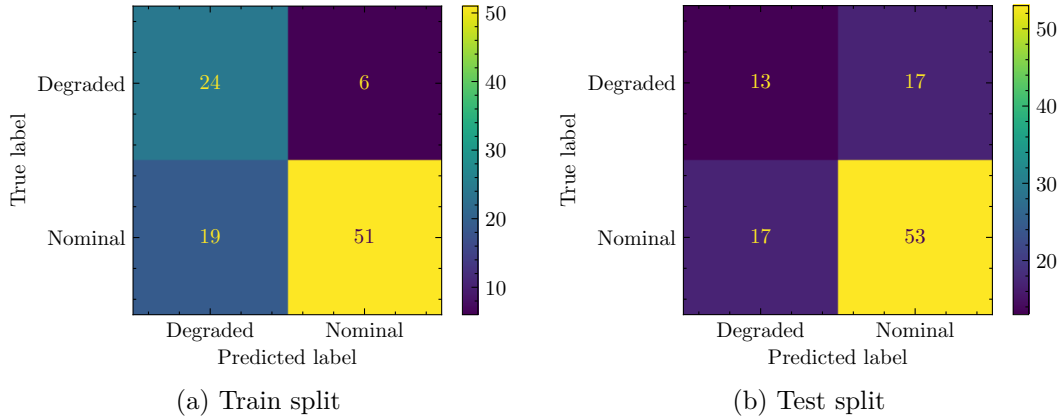 50
40
30
20
10
Degraded
24
6
Nominal
19
51
Degraded
Nominal
Predicted label
True label
(a) Train split
50
40
30
20
Degraded
13
17
Nominal
17
53
Degraded
Nominal
Predicted label
True label
(b) Test split